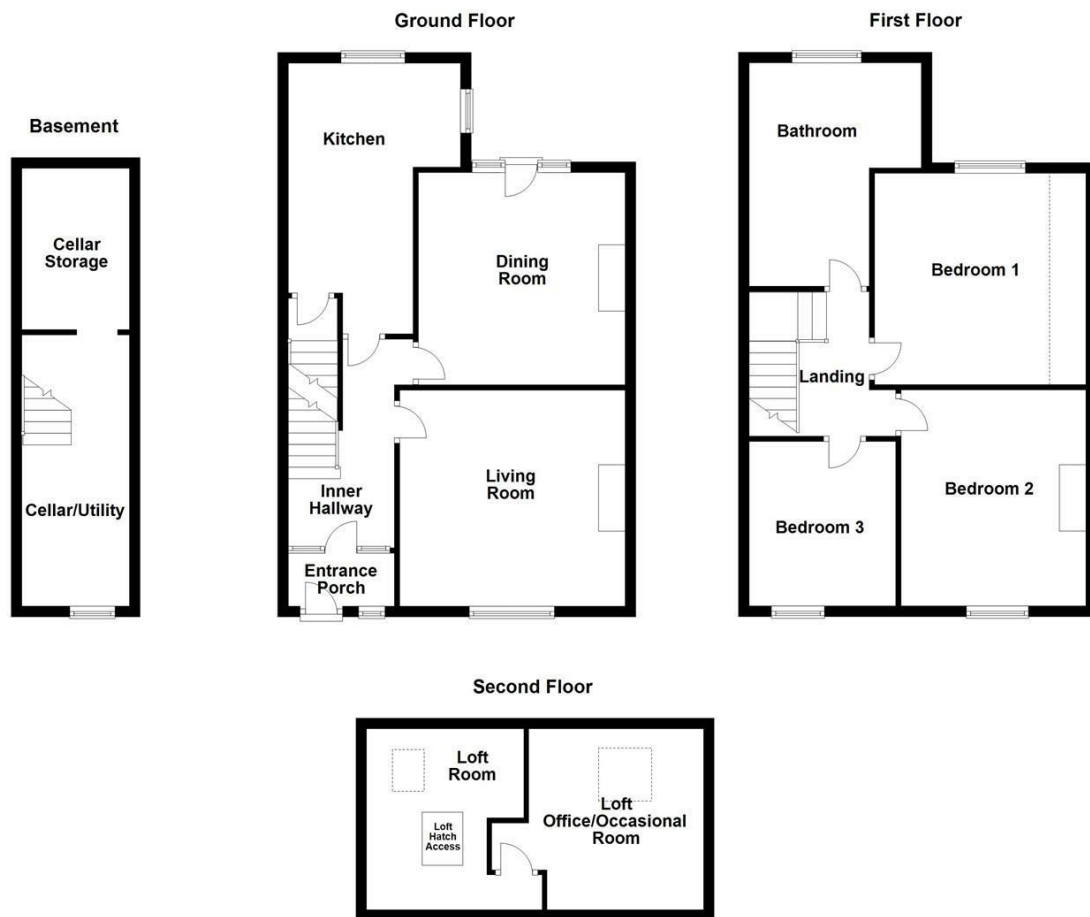 Ground Floor
First Floor
Basement
Kitchen
Bathroom
Cellar
Storage
Dining
Room
Bedroom 1
Landing
Living
Room
Inner
Hallway
Bedroom 2
Cellar/Utility
Bedroom 3
Entrance
Porch
Second Floor
Loft
Room
Loft
Hatch
Access
Loft
Office/Occasional
Room